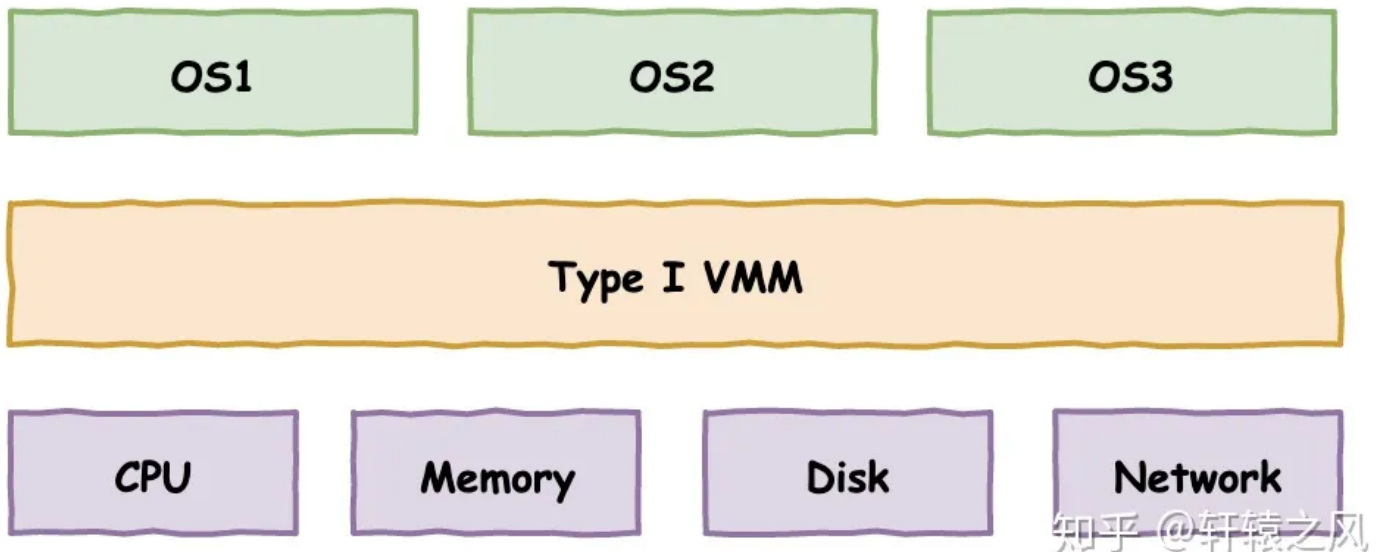 OS1
OS2
OS3
Type I VMM
CPU
Memory
Disk
Network
知乎 @轩辕之风